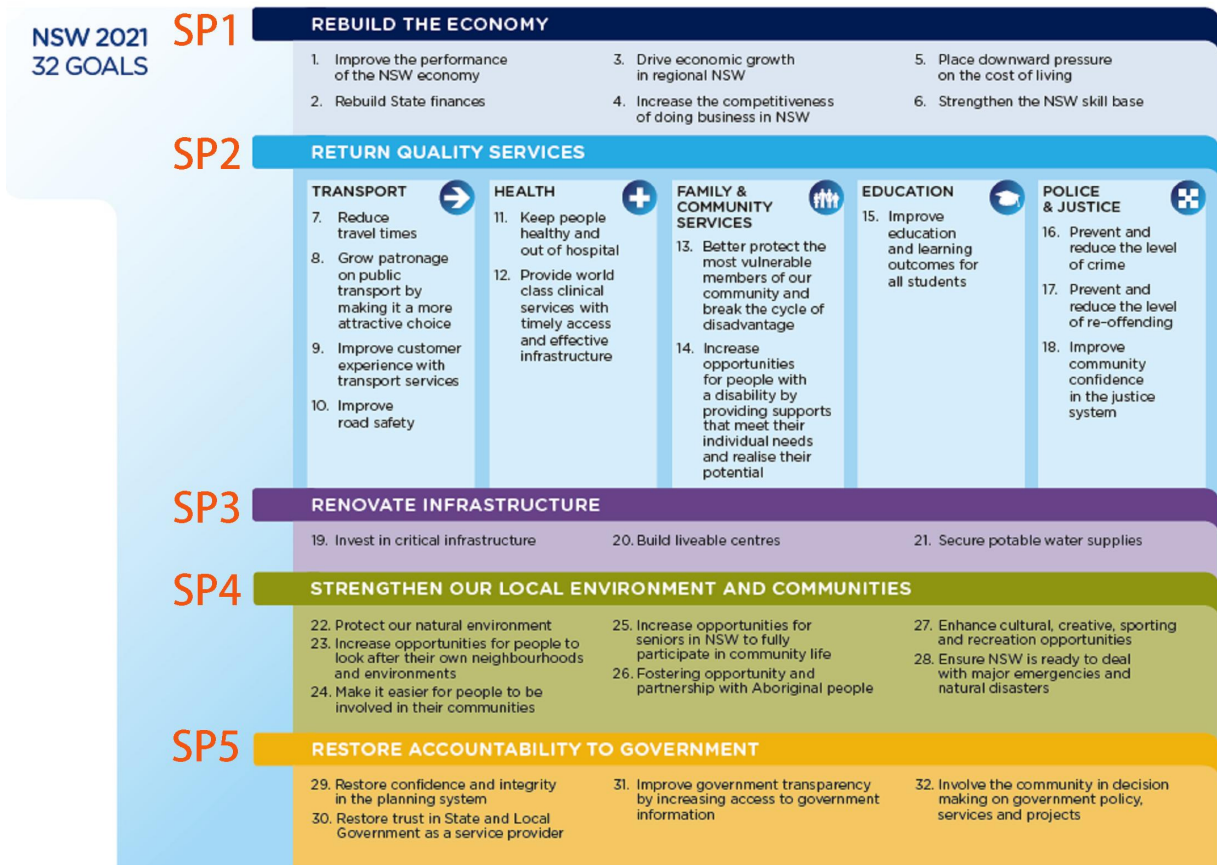 NSW 2021
32 GOALS
SP1
REBUILD THE ECONOMY
1. Improve the performance
of the NSW economy
2. Rebuild State finances
3. Drive economic growth
in regional NSW
4. Increase the competitiveness
of doing business in NSW
5. Place downward pressure
on the cost of living
6. Strengthen the NSW skill base
SP2
RETURN QUALITY SERVICES
TRANSPORT
7. Reduce
travel times
8. Grow patronage
on public
transport by
making it a more
attractive choice
9. Improve customer
experience with
transport services
10. Improve
road safety
HEALTH
11. Keep people
healthy and
out of hospital
12. Provide world
class clinical
services with
timely access
and effective
infrastructure
FAMILY &
COMMUNITY
SERVICES
13. Better protect the
most vulnerable
members of our
community and
break the cycle of
disadvantage
14. Increase
opportunities
for people with
a disability by
providing supports
that meet their
individual needs
and realise their
potential
EDUCATION
15. Improve
education
and learning
outcomes for
all students
POLICE
& JUSTICE
16. Prevent and
reduce the level
of crime
17. Prevent and
reduce the level
of re-offending
18. Improve
community
confidence
in the justice
system
SP3
RENOVATE INFRASTRUCTURE
19. Invest in critical infrastructure
20. Build liveable centres
21. Secure potable water supplies
SP4
STRENGTHEN OUR LOCAL ENVIRONMENT AND COMMUNITIES
22. Protect our natural environment
23. Increase opportunities for people to
look after their own neighbourhoods
and environments
24. Make it easier for people to be
involved in their communities
25. Increase opportunities for
seniors in NSW to fully
participate in community life
26. Fostering opportunity and
partnership with Aboriginal people
27. Enhance cultural, creative, sporting
and recreation opportunities
28. Ensure NSW is ready to deal
with major emergencies and
natural disasters
SP5
RESTORE ACCOUNTABILITY TO GOVERNMENT
29. Restore confidence and integrity
in the planning system
30. Restore trust in State and Local
Government as a service provider
31. Improve government transparency
by increasing access to government
information
32. Involve the community in decision
making on government policy,
services and projects